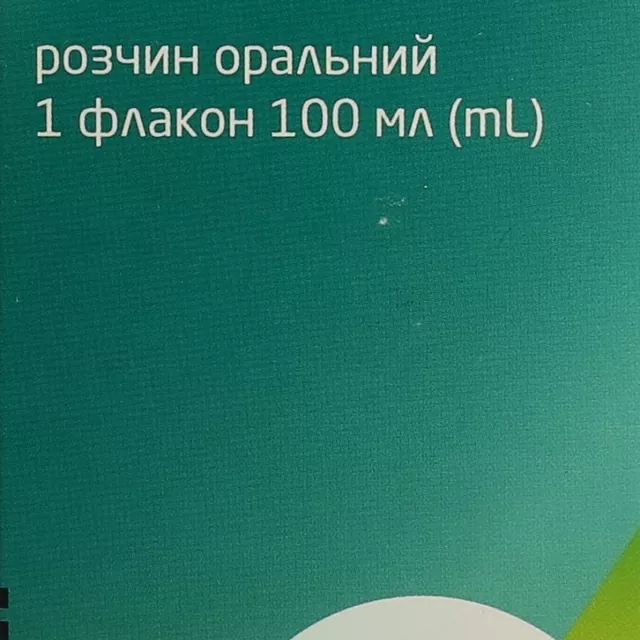 розчин оральний
1 флакон 100 мл (mL)